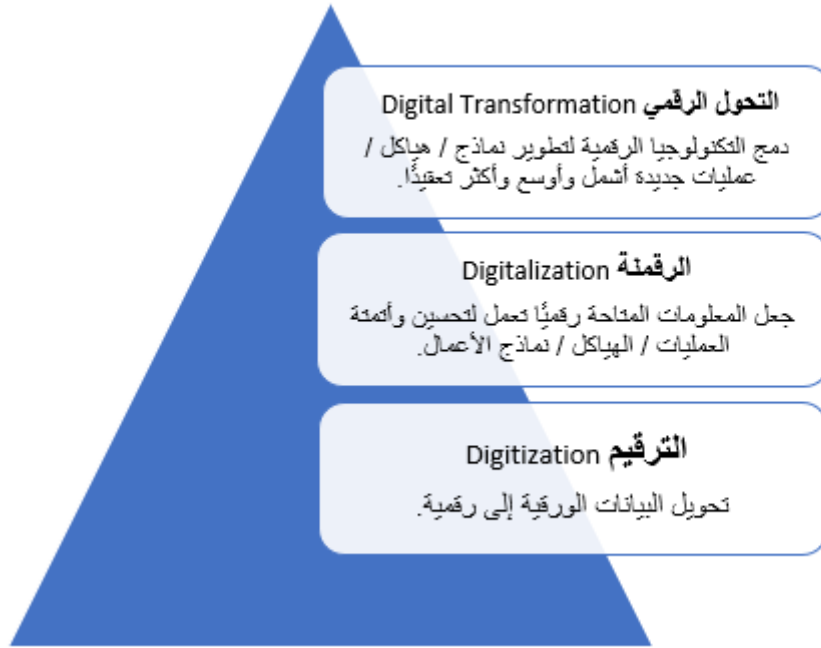 التحول الرقمي Digital Transformation
دمج التكنولوجيا الرقمية لتطوير نماذج / هياكل /
عمليات جديدة أشمل وأوسع وأكثر تعقيدًا.
الرقمنة Digitalization
جعل المعلومات المتاحة رقميًا تعمل لتحسين وأتمتة
العمليات / الهياكل / نماذج الأعمال.
الترقيم Digitization
تحويل البيانات الورقية إلى رقمية.